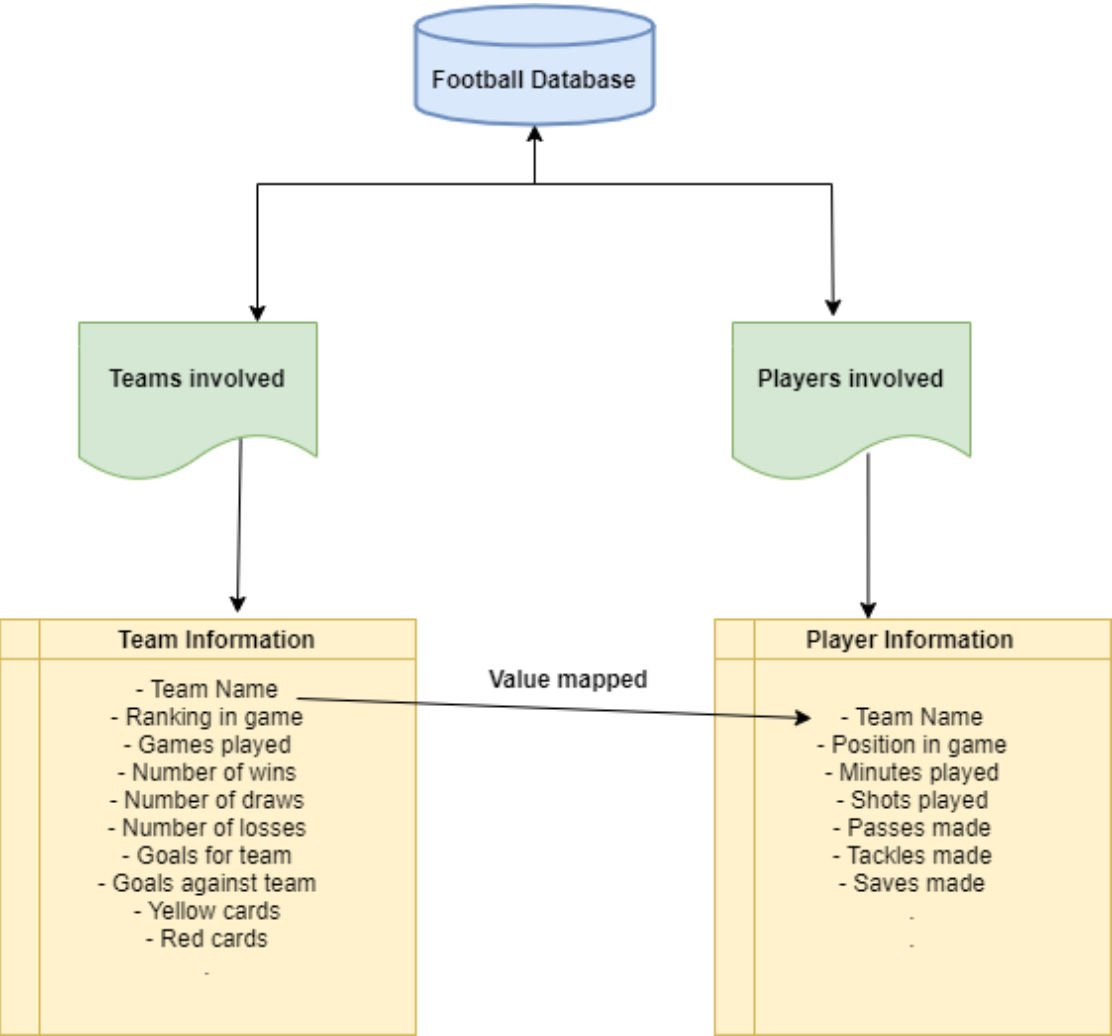 Football Database
Teams involved
Players involved
Team Information
- Team Name
- Ranking in game
- Games played
- Number of wins
- Number of draws
- Number of losses
- Goals for team
- Goals against team
- Yellow cards
- Red cards
.
Value mapped
Player Information
- Team Name
- Position in game
- Minutes played
- Shots played
- Passes made
- Tackles made
- Saves made
.
.